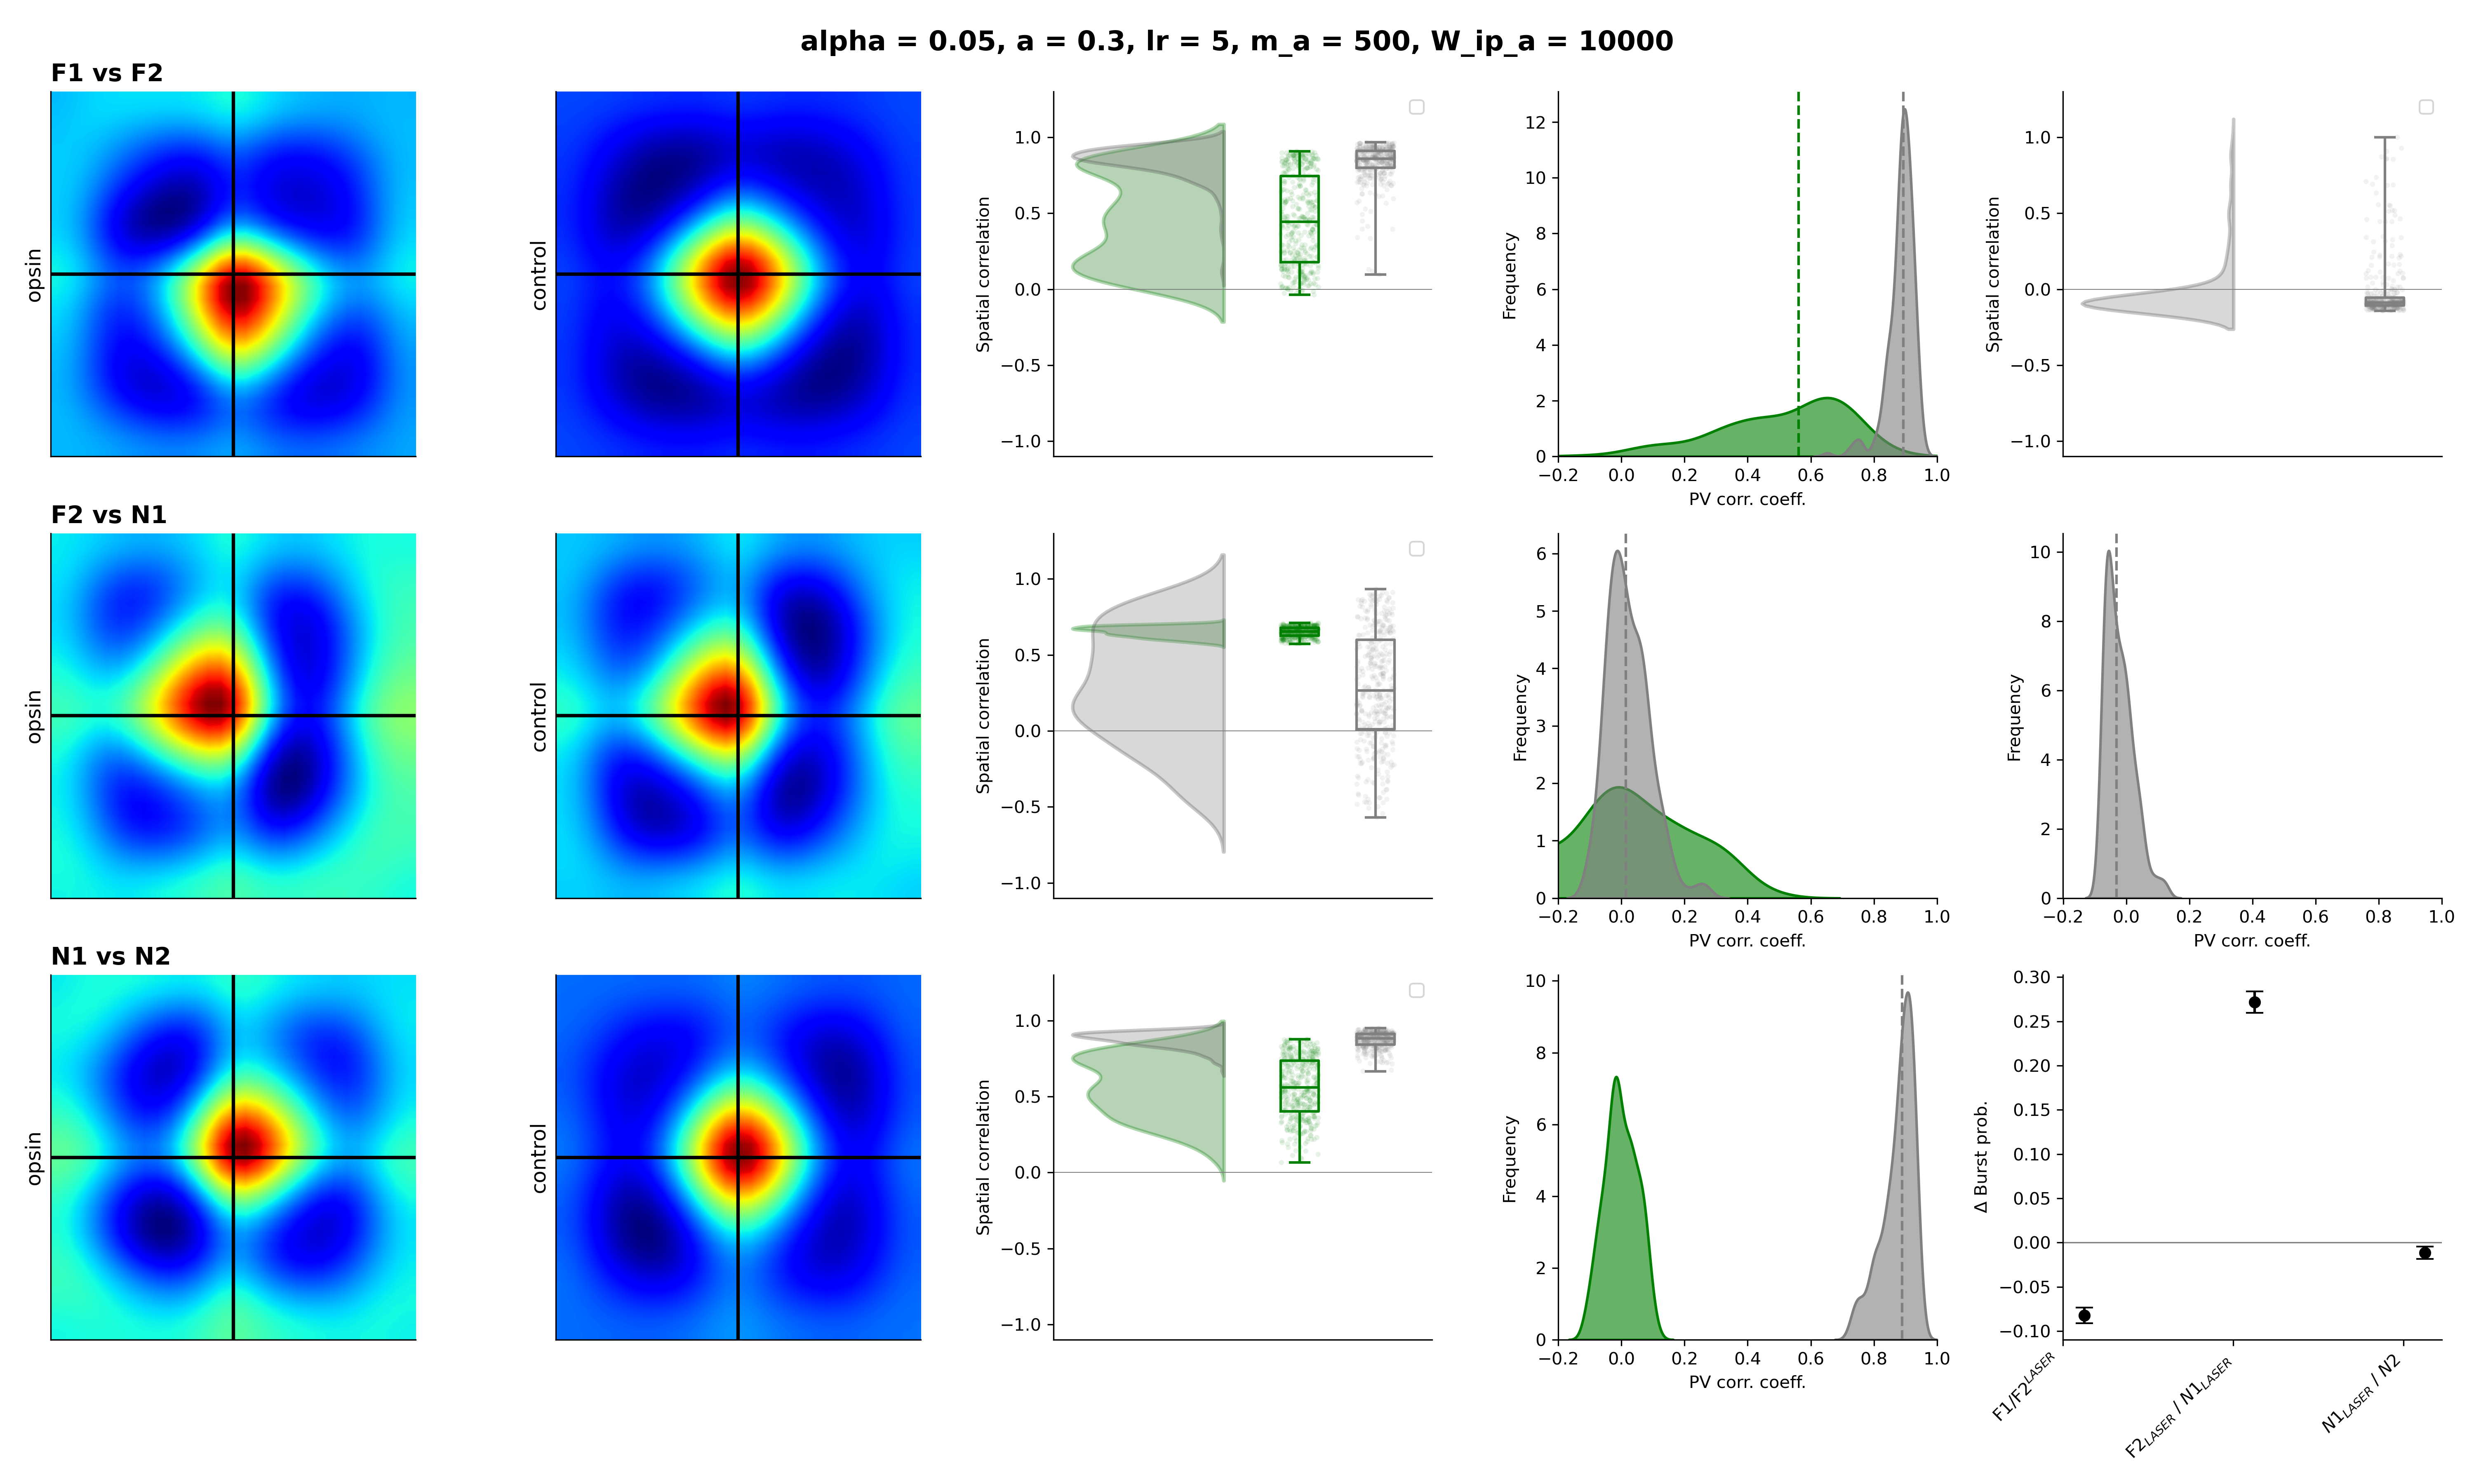 alpha = 0.05, a = 0.3, lr = 5, m_a = 500, W_ip_a = 10000
F1 vs F2
opsin
control
Spatial correlation
1.0
0.5
0.0
−0.5
−1.0
Frequency
12
10
8
6
4
2
0
−0.2 0.0 0.2 0.4 0.6 0.8 1.0
PV corr. coeff.
Spatial correlation
1.0
0.5
0.0
−0.5
−1.0
F2 vs N1
opsin
control
Spatial correlation
1.0
0.5
0.0
−0.5
−1.0
Frequency
6
5
4
3
2
1
0
−0.2 0.0 0.2 0.4 0.6 0.8 1.0
PV corr. coeff.
Frequency
10
8
6
4
2
0
−0.2 0.0 0.2 0.4 0.6 0.8 1.0
PV corr. coeff.
N1 vs N2
opsin
control
Spatial correlation
1.0
0.5
0.0
−0.5
−1.0
Frequency
10
8
6
4
2
0
−0.2 0.0 0.2 0.4 0.6 0.8 1.0
PV corr. coeff.
Δ Burst prob.
0.30
0.25
0.20
0.15
0.10
0.05
0.00
−0.05
−0.10
F1/F2^LASER
F2_LASER / N1_LASER
N1_LASER / N2